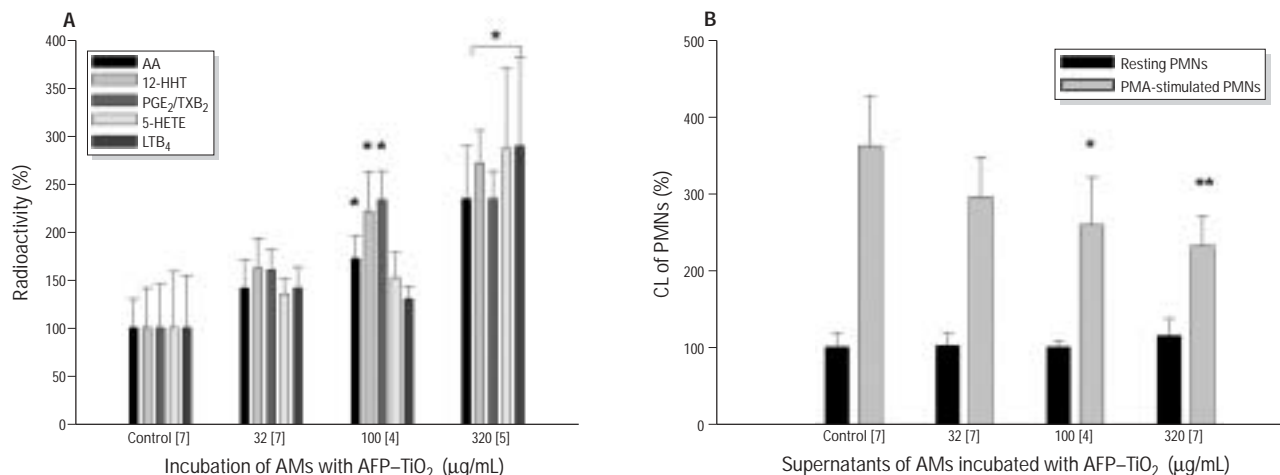 A
400
350
300
250
200
150
100
50
0
Radioactivity (%)
AA
12-HHT
PGE₂/TXB₂
5-HETE
LTB₄
*
* *
*
Control [7]
32 [7]
100 [4]
320 [5]
Incubation of AMs with AFP–TiO₂ (µg/mL)
B
500
400
300
200
100
0
CL of PMNs (%)
Resting PMNs
PMA-stimulated PMNs
*
**
Control [7]
32 [7]
100 [4]
320 [7]
Supernatants of AMs incubated with AFP–TiO₂ (µg/mL)